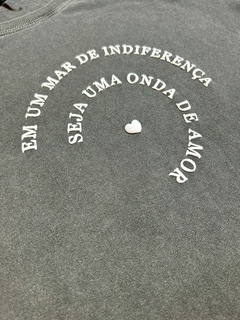 EM UM MAR DE INDIFERENÇA
SEJA UMA ONDA DE AMOR